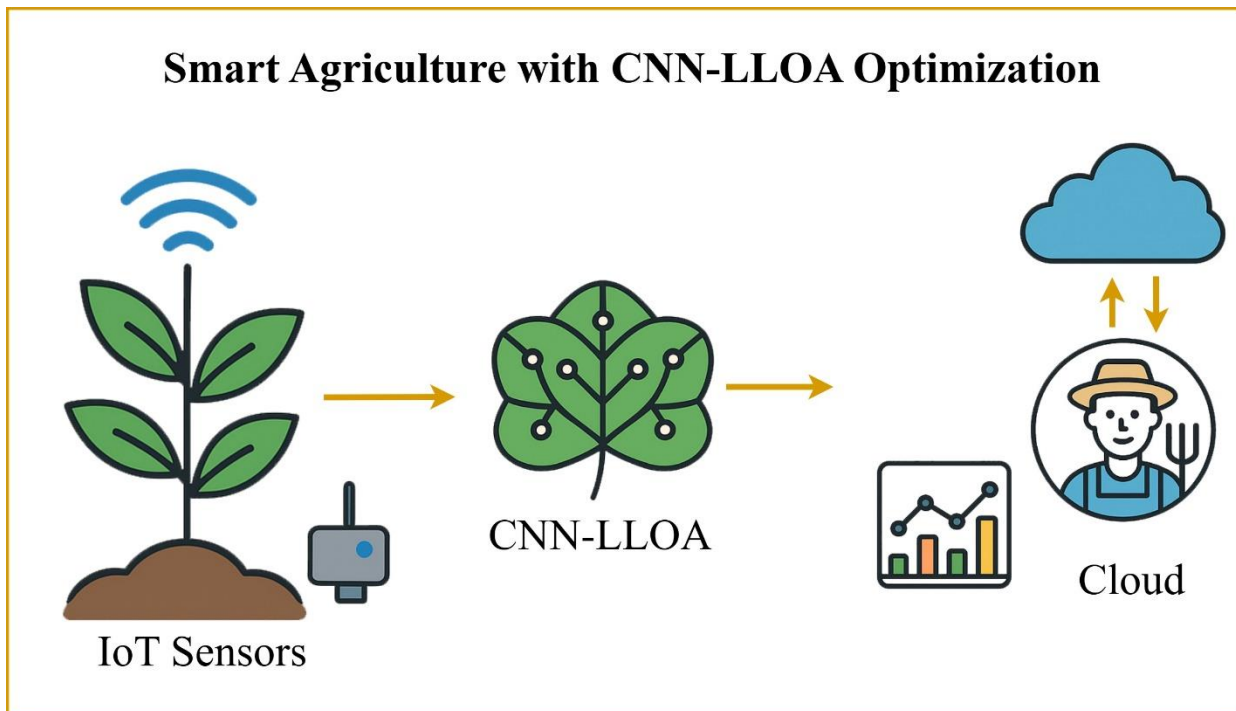 Smart Agriculture with CNN-LLOA Optimization
CNN-LLOA
Cloud
IoT Sensors